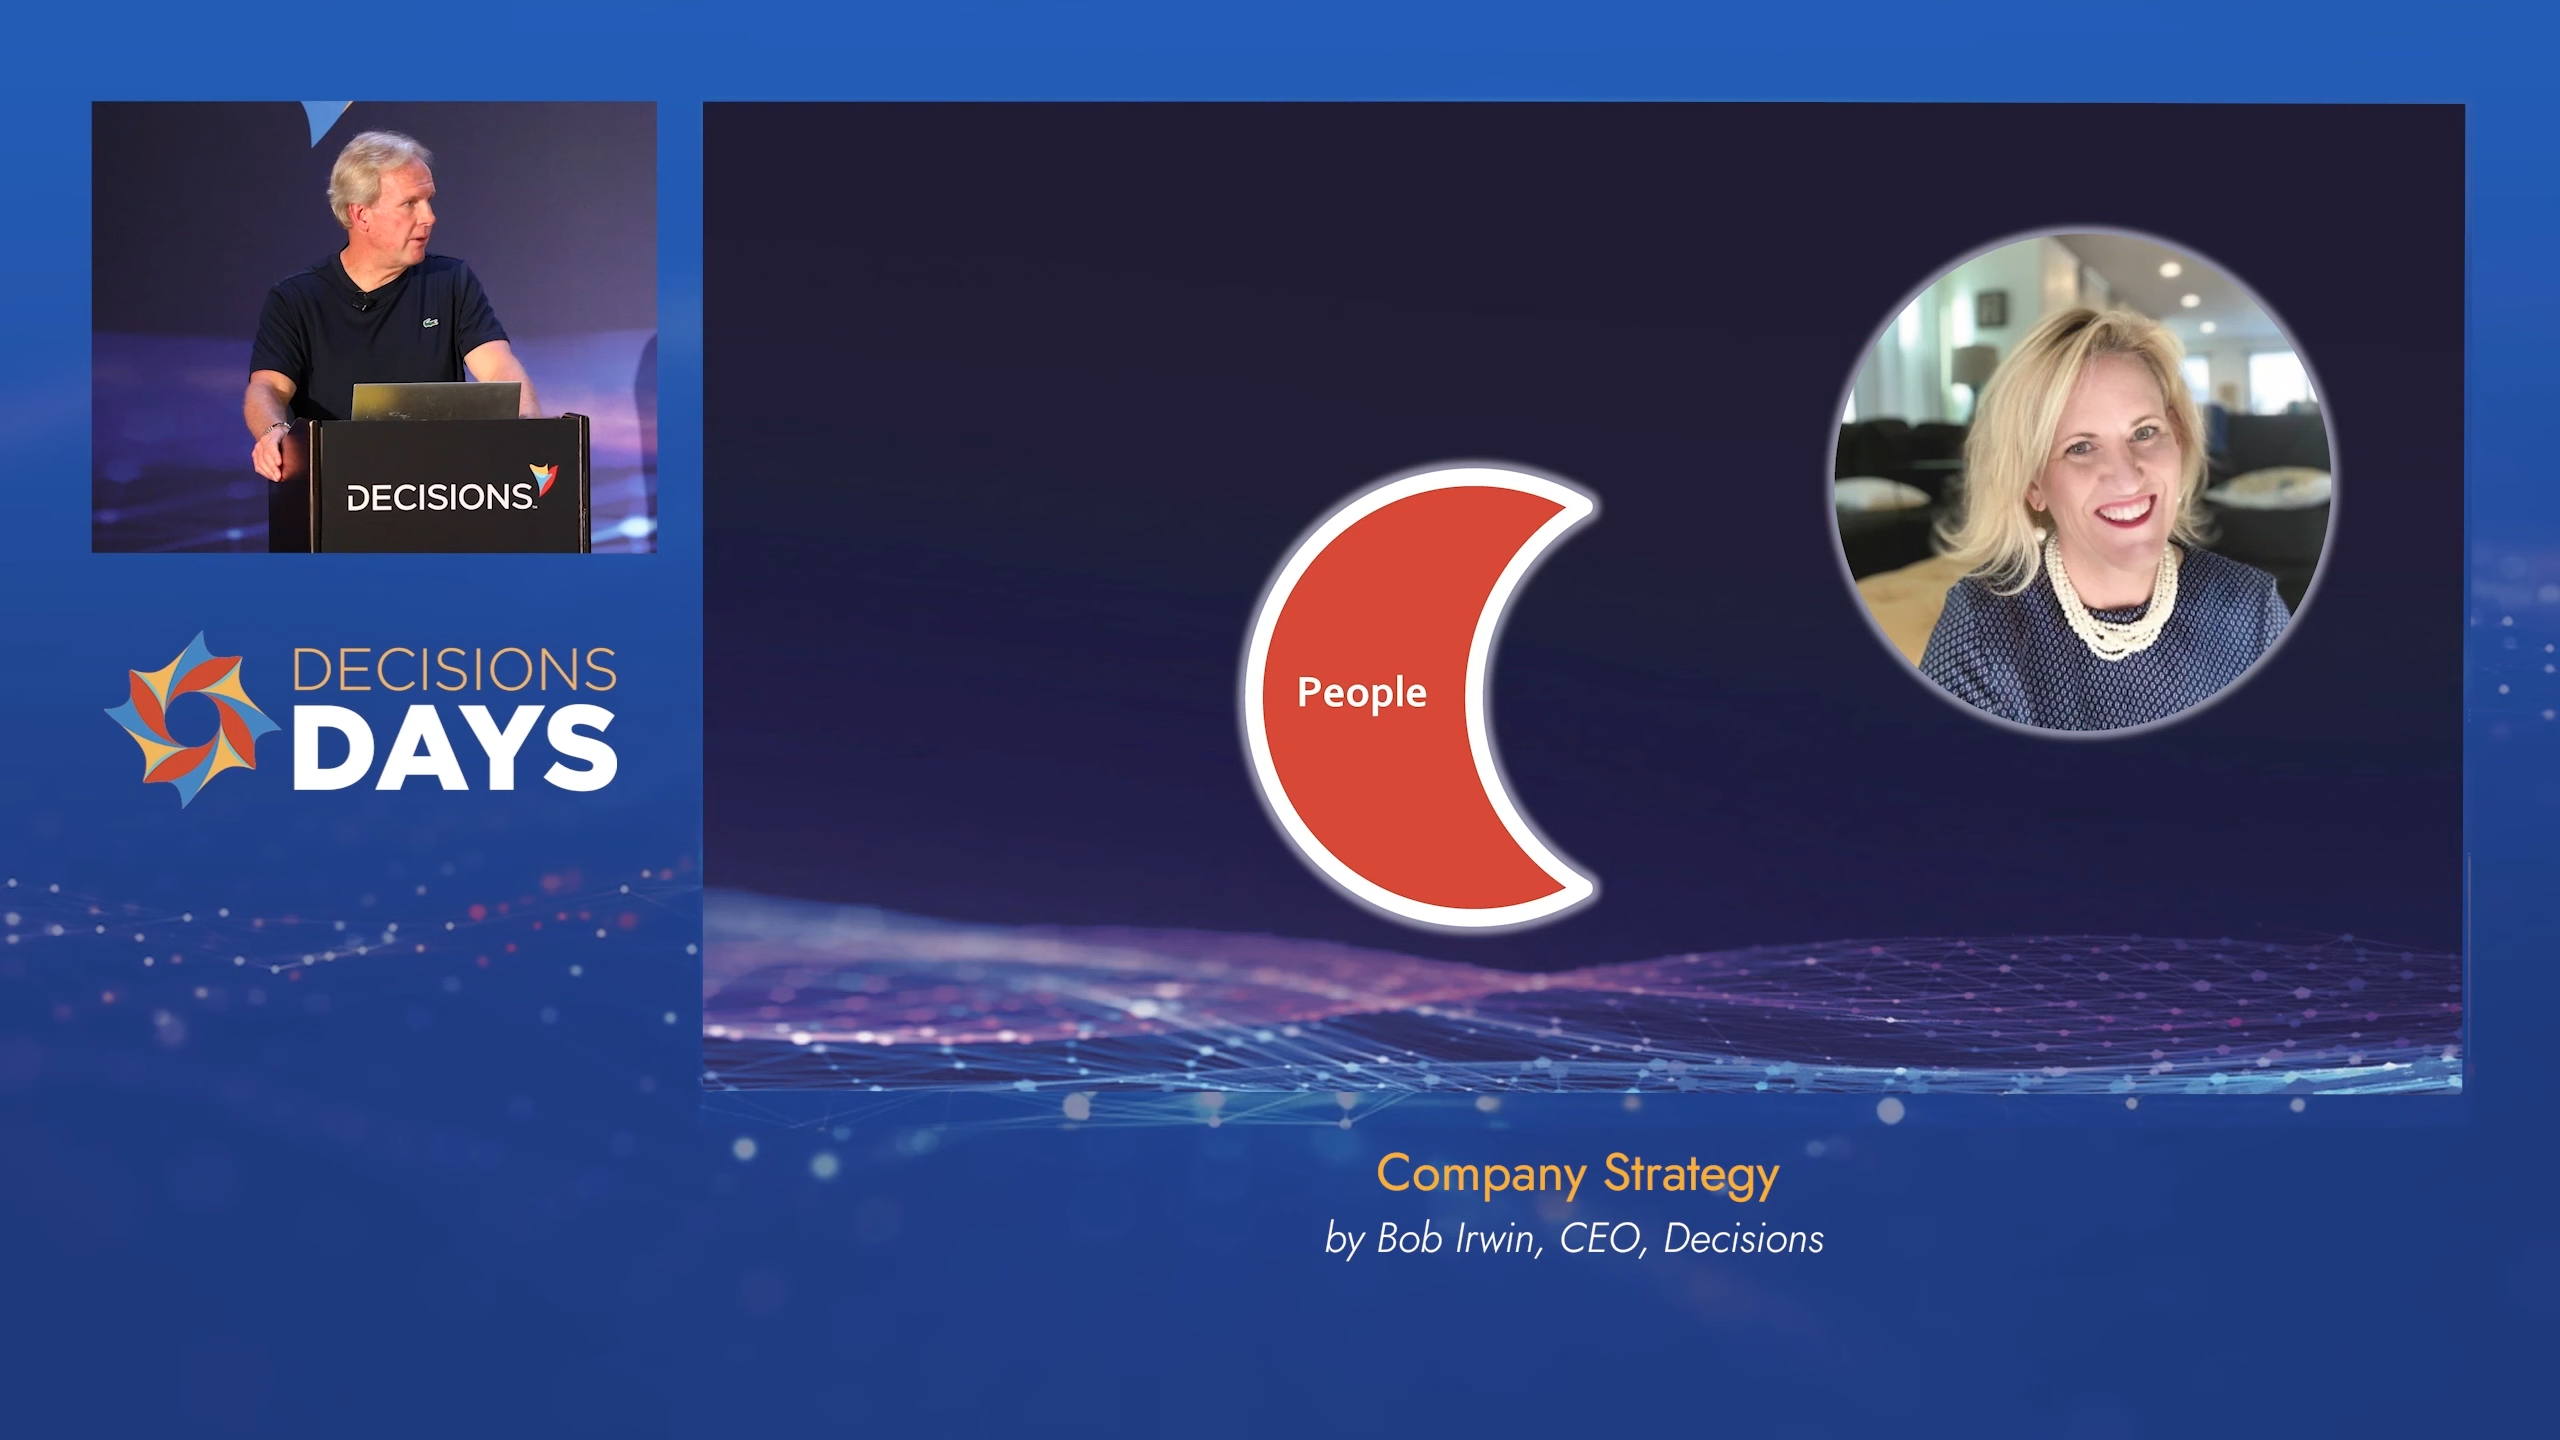 DECISIONS
DECISIONS
DAYS
People
Company Strategy
by Bob Irwin, CEO, Decisions